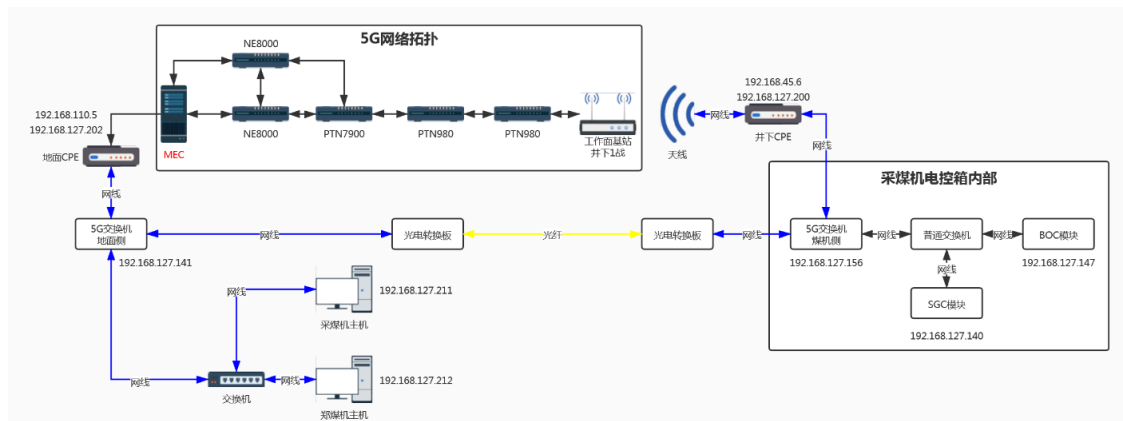 5G网络拓扑
NE8000
192.168.45.6
192.168.127.200
192.168.110.5
192.168.127.202
NE8000
PTN7900
PTN980
PTN980
网线
工作面基站
井下1战
天线
井下CPE
地面CPE
MEC
网线
网线
采煤机电控箱内部
5G交换机
地面侧
网线
光电转换板
光纤
光电转换板
网线
5G交换机
煤机侧
网线
普通交换机
网线
BOC模块
192.168.127.141
192.168.127.156
192.168.127.147
网线
SGC模块
192.168.127.140
网线
192.168.127.211
采煤机主机
网线
网线
192.168.127.212
交换机
郑煤机主机